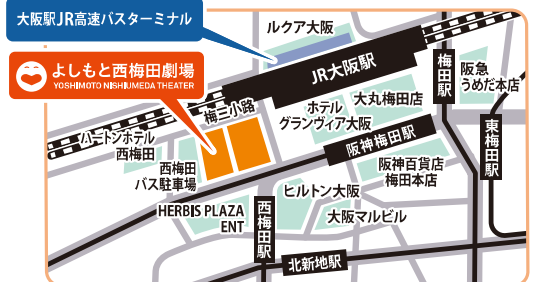 大阪駅JR高速バスターミナル
ルクア大阪
よしもと西梅田劇場
YOSHIMOTO NISHIUMEDA THEATER
JR大阪駅
梅田駅
阪急
うめだ本店
梅三小路
ホテル
グランヴィア大阪
大丸梅田店
ハートンホテル
西梅田
西梅田
バス駐車場
阪神梅田駅
阪神百貨店
梅田本店
東梅田駅
HERBIS PLAZA
ENT
西梅田駅
ヒルトン大阪
大阪マルビル
北新地駅